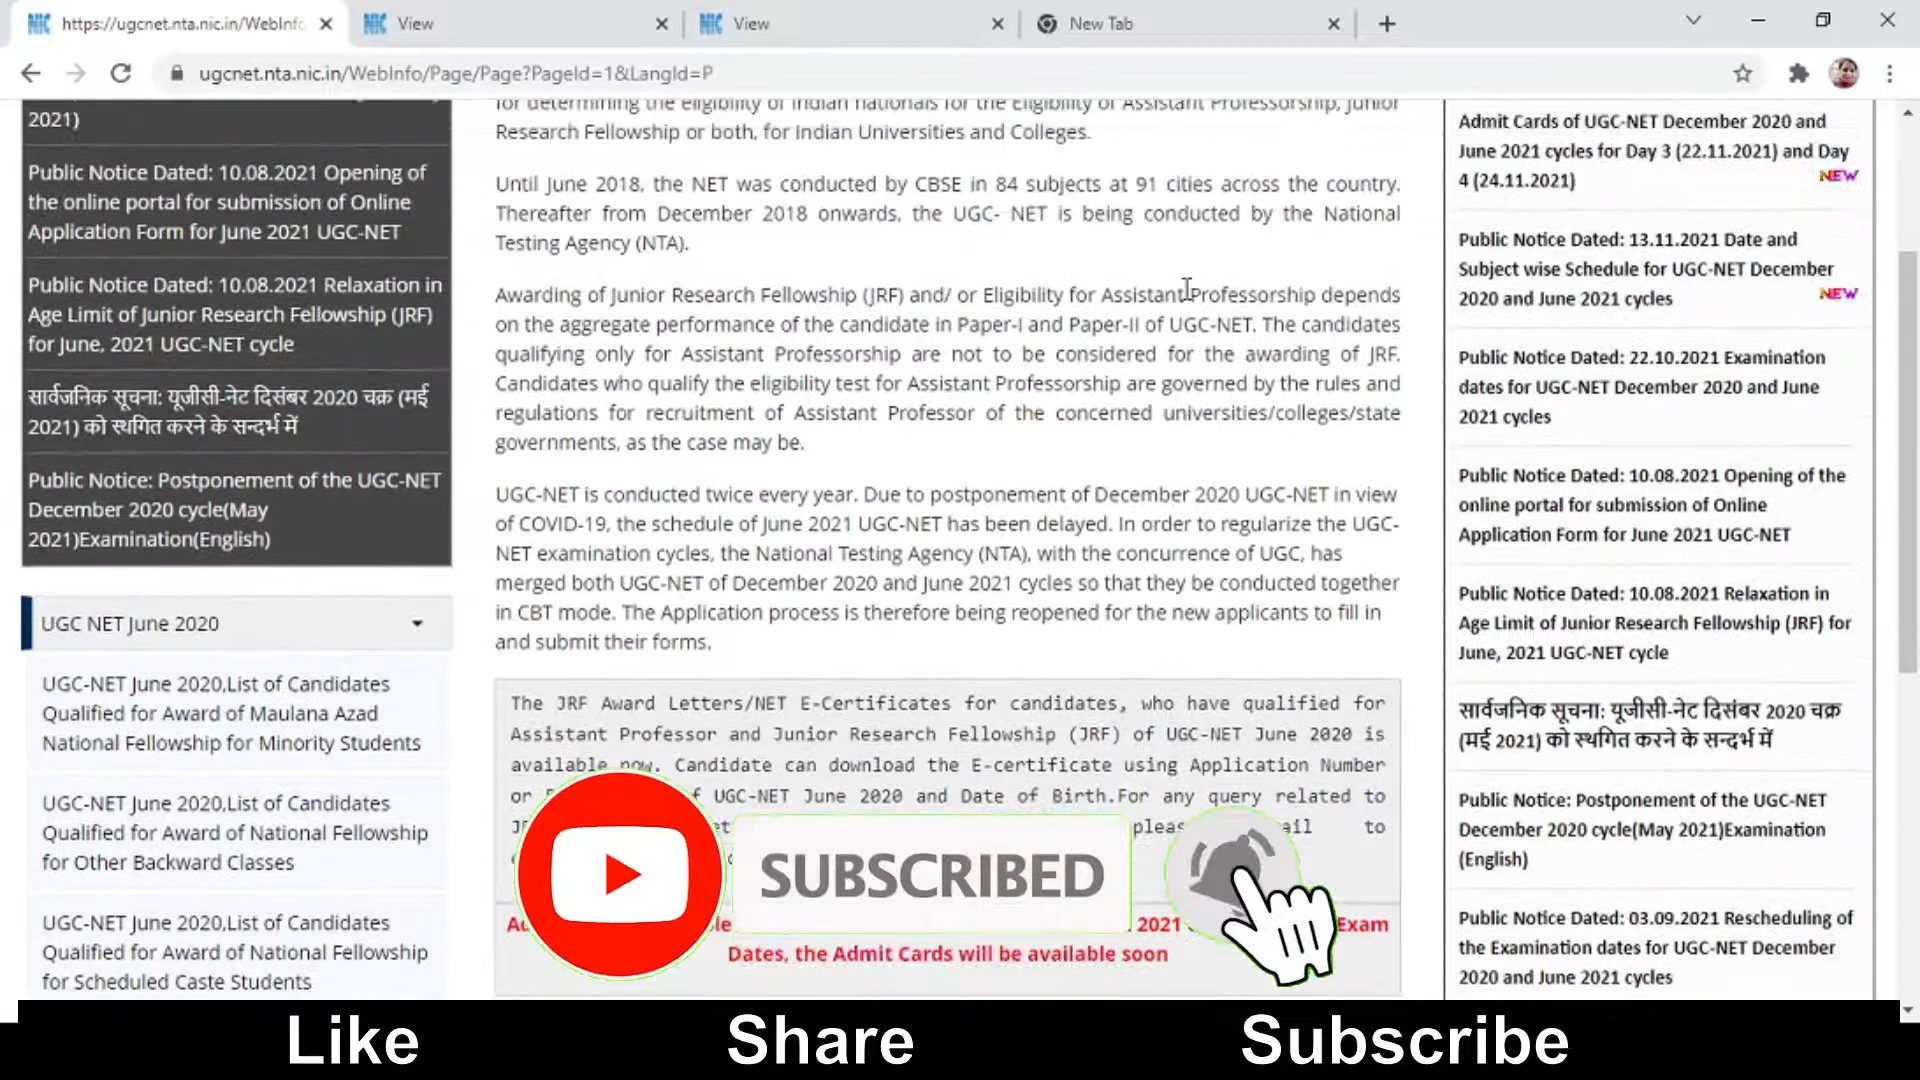 https://ugcnet.nta.nic.in/WebInfo
View
View
New Tab
ugcnet.nta.nic.in/WebInfo/Page/Page?PageId=1&LangId=P
2021)
Public Notice Dated: 10.08.2021 Opening of
the online portal for submission of Online
Application Form for June 2021 UGC-NET
Public Notice Dated: 10.08.2021 Relaxation in
Age Limit of Junior Research Fellowship (JRF)
for June, 2021 UGC-NET cycle
सार्वजनिक सूचना: यूजीसी-नेट दिसंबर 2020 चक्र (मई
2021) को स्थगित करने के सन्दर्भ में
Public Notice: Postponement of the UGC-NET
December 2020 cycle(May
2021)Examination(English)
UGC NET June 2020
UGC-NET June 2020,List of Candidates
Qualified for Award of Maulana Azad
National Fellowship for Minority Students
UGC-NET June 2020,List of Candidates
Qualified for Award of National Fellowship
for Other Backward Classes
UGC-NET June 2020,List of Candidates
Qualified for Award of National Fellowship
for Scheduled Caste Students
for determining the eligibility of Indian nationals for the Eligibility of Assistant Professorship, Junior
Research Fellowship or both, for Indian Universities and Colleges.
Until June 2018, the NET was conducted by CBSE in 84 subjects at 91 cities across the country.
Thereafter from December 2018 onwards, the UGC- NET is being conducted by the National
Testing Agency (NTA).
Awarding of Junior Research Fellowship (JRF) and/ or Eligibility for Assistant Professorship depends
on the aggregate performance of the candidate in Paper-I and Paper-II of UGC-NET. The candidates
qualifying only for Assistant Professorship are not to be considered for the awarding of JRF.
Candidates who qualify the eligibility test for Assistant Professorship are governed by the rules and
regulations for recruitment of Assistant Professor of the concerned universities/colleges/state
governments, as the case may be.
UGC-NET is conducted twice every year. Due to postponement of December 2020 UGC-NET in view
of COVID-19, the schedule of June 2021 UGC-NET has been delayed. In order to regularize the UGC-
NET examination cycles, the National Testing Agency (NTA), with the concurrence of UGC, has
merged both UGC-NET of December 2020 and June 2021 cycles so that they be conducted together
in CBT mode. The Application process is therefore being reopened for the new applicants to fill in
and submit their forms.
The JRF Award Letters/NET E-Certificates for candidates, who have qualified for
Assistant Professor and Junior Research Fellowship (JRF) of UGC-NET June 2020 is
available now. Candidate can download the E-certificate using Application Number
or UGC-NET June 2020 and Date of Birth.For any query related to
to
2021 Exam
Dates, the Admit Cards will be available soon
SUBSCRIBED
Admit Cards of UGC-NET December 2020 and
June 2021 cycles for Day 3 (22.11.2021) and Day
4 (24.11.2021)
NEW
Public Notice Dated: 13.11.2021 Date and
Subject wise Schedule for UGC-NET December
2020 and June 2021 cycles
NEW
Public Notice Dated: 22.10.2021 Examination
dates for UGC-NET December 2020 and June
2021 cycles
Public Notice Dated: 10.08.2021 Opening of the
online portal for submission of Online
Application Form for June 2021 UGC-NET
Public Notice Dated: 10.08.2021 Relaxation in
Age Limit of Junior Research Fellowship (JRF) for
June, 2021 UGC-NET cycle
सार्वजनिक सूचना: यूजीसी-नेट दिसंबर 2020 चक्र
(मई 2021) को स्थगित करने के सन्दर्भ में
Public Notice: Postponement of the UGC-NET
December 2020 cycle(May 2021)Examination
(English)
Public Notice Dated: 03.09.2021 Rescheduling of
the Examination dates for UGC-NET December
2020 and June 2021 cycles
Like Share Subscribe